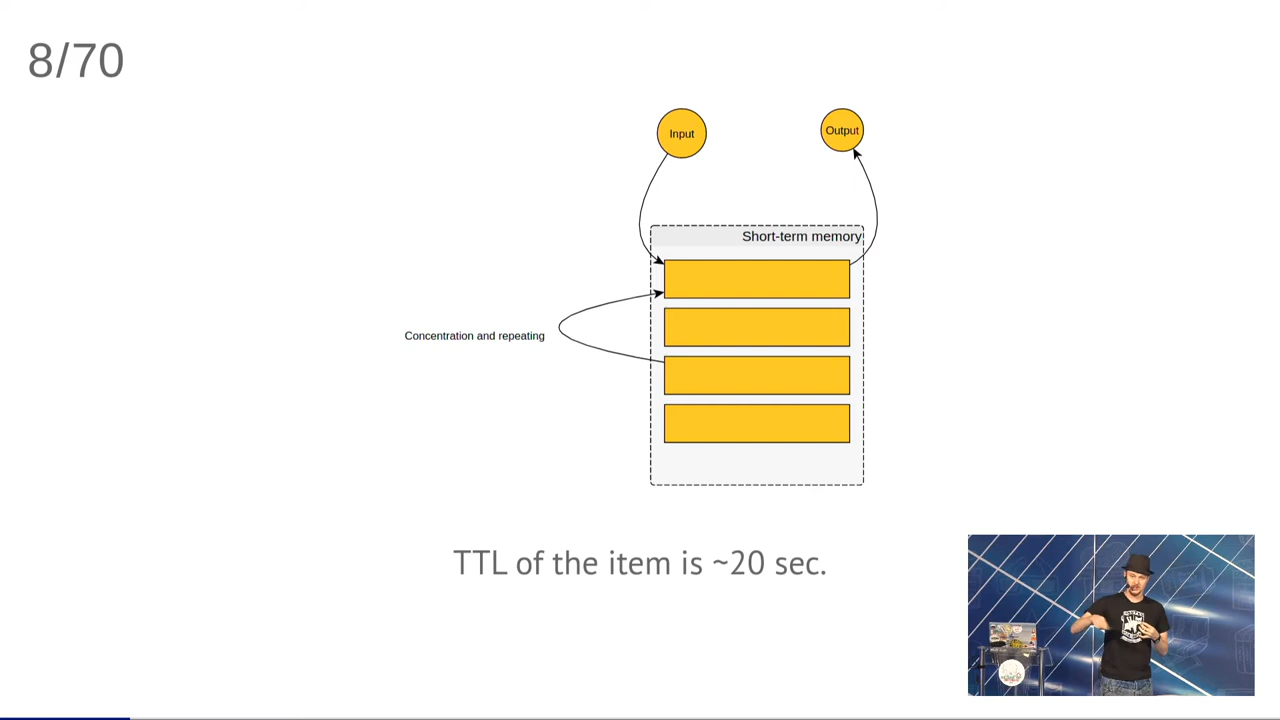 8/70
Input
Output
Short-term memory
Concentration and repeating
TTL of the item is ~20 sec.